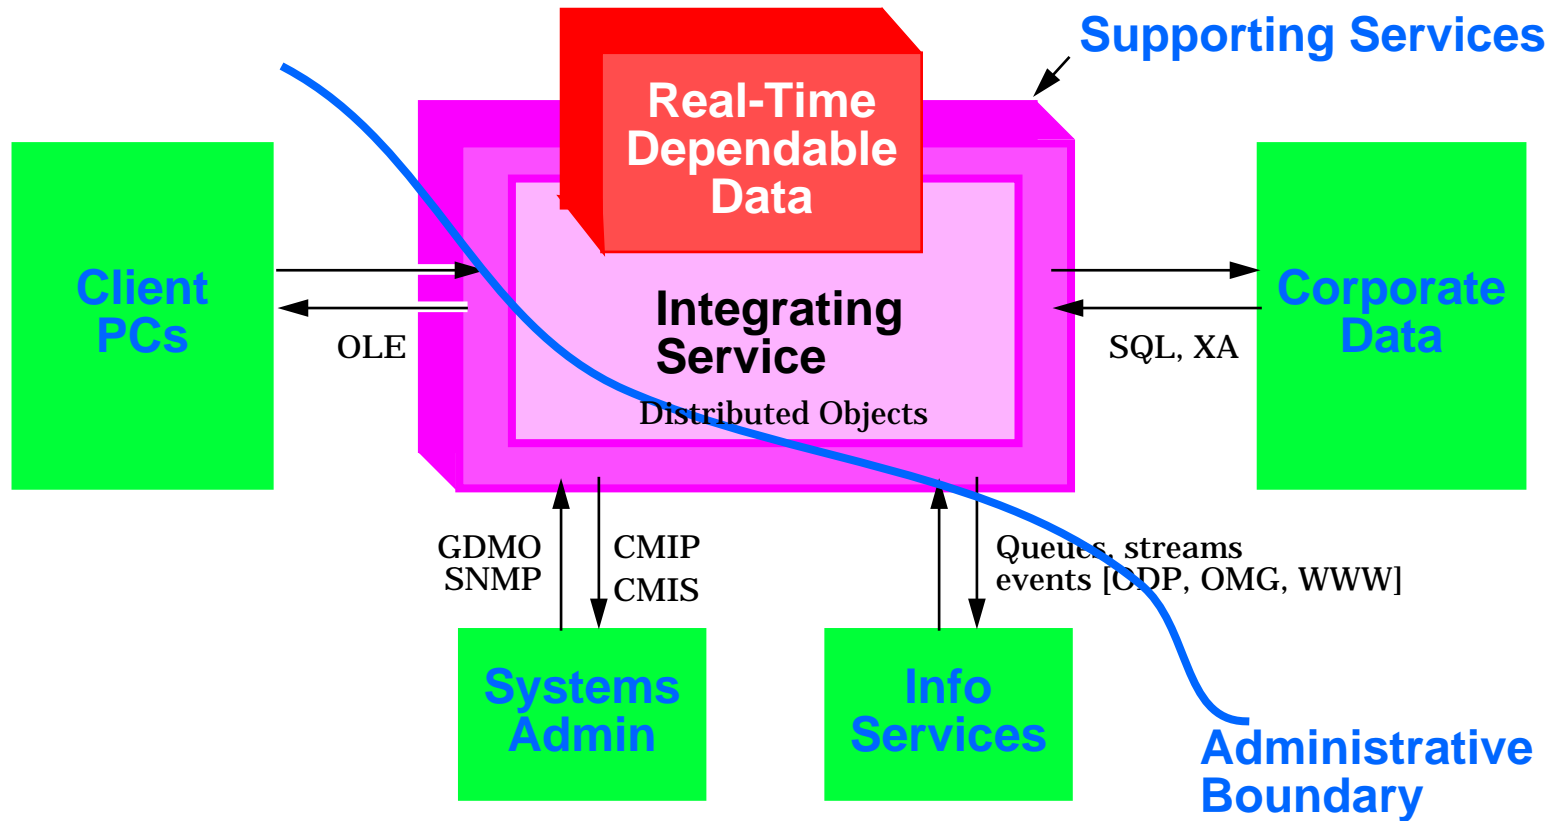 Supporting Services
Real-Time
Dependable
Data
Client
PCs
OLE
Integrating
Service
Distributed Objects
SQL, XA
Corporate
Data
GDMO
SNMP
CMIP
CMIS
Queues, streams
events [ODP, OMG, WWW]
Systems
Admin
Info
Services
Administrative
Boundary